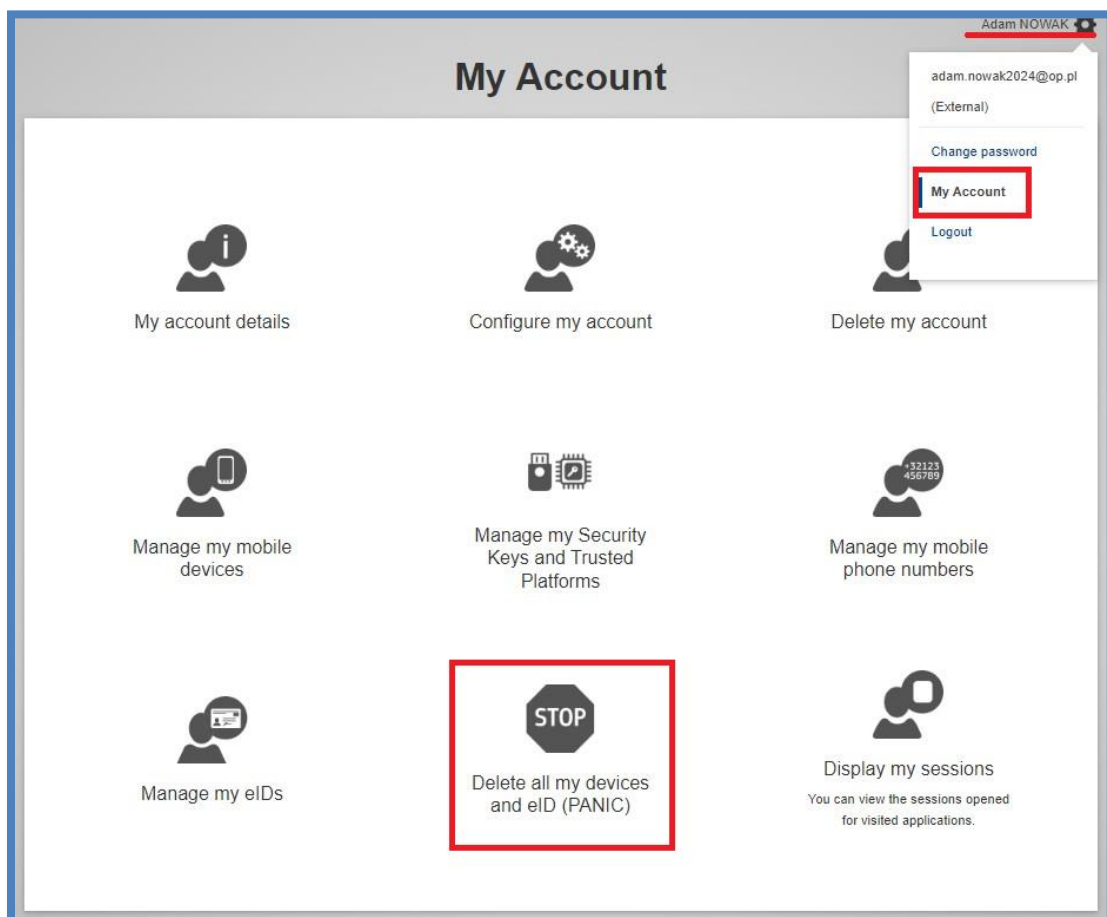 Adam NOWAK
My Account
adam.nowak2024@op.pl
(External)
Change password
My Account
Logout
My account details
Configure my account
Delete my account
+32123
456789
Manage my mobile
devices
Manage my Security
Keys and Trusted
Platforms
Manage my mobile
phone numbers
STOP
Manage my eIDs
Delete all my devices
and eID (PANIC)
Display my sessions
You can view the sessions opened
for visited applications.